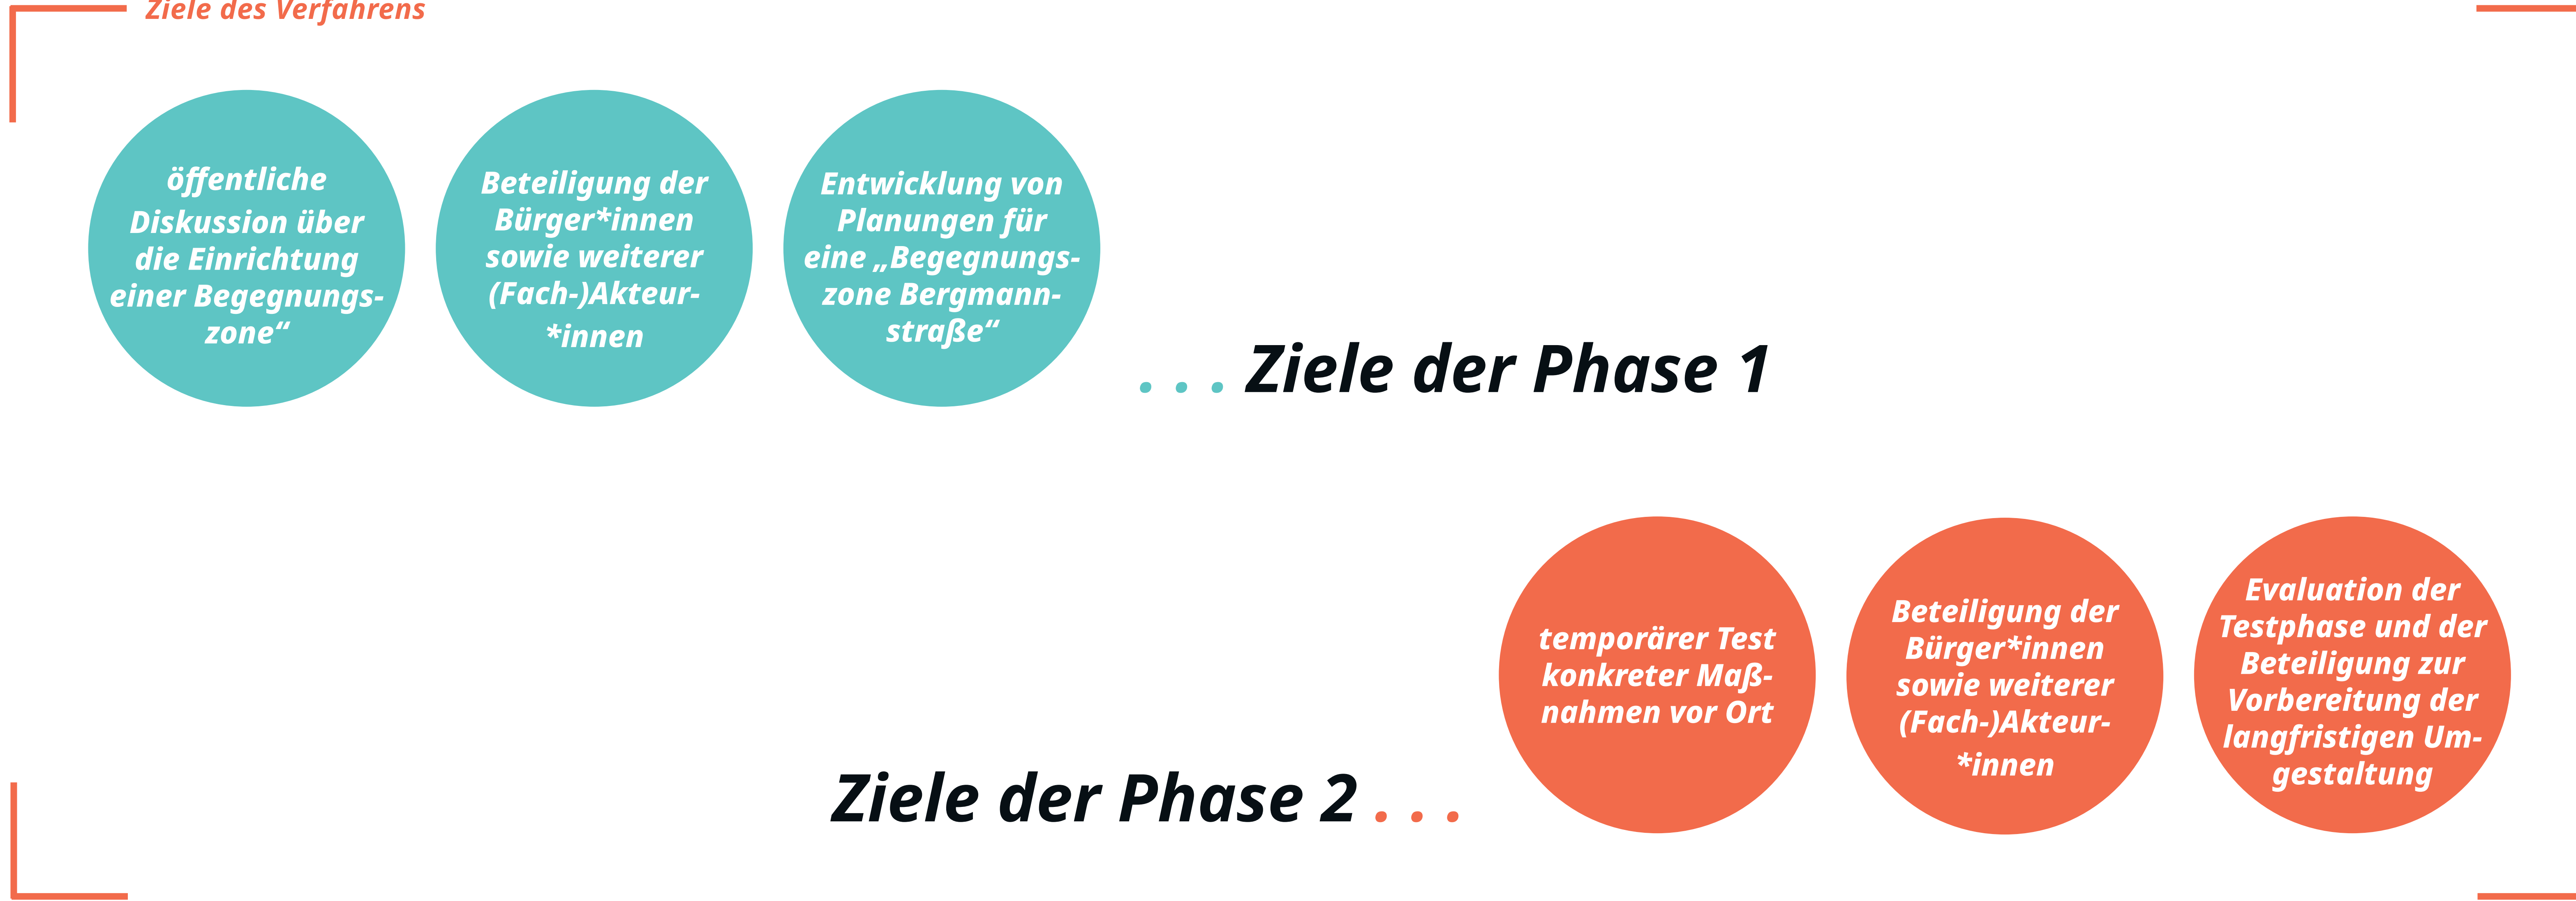 Ziele des Verfahrens
öffentliche
Diskussion über
die Einrichtung
einer Begegnungs-
zone“
Beteiligung der
Bürger*innen
sowie weiterer
(Fach-)Akteur-
*innen
Entwicklung von
Planungen für
eine „Begegnungs-
zone Bergmann-
straße“
. . . Ziele der Phase 1
Ziele der Phase 2 . . .
temporärer Test
konkreter Maß-
nahmen vor Ort
Beteiligung der
Bürger*innen
sowie weiterer
(Fach-)Akteur-
*innen
Evaluation der
Testphase und der
Beteiligung zur
Vorbereitung der
langfristigen Um-
gestaltung